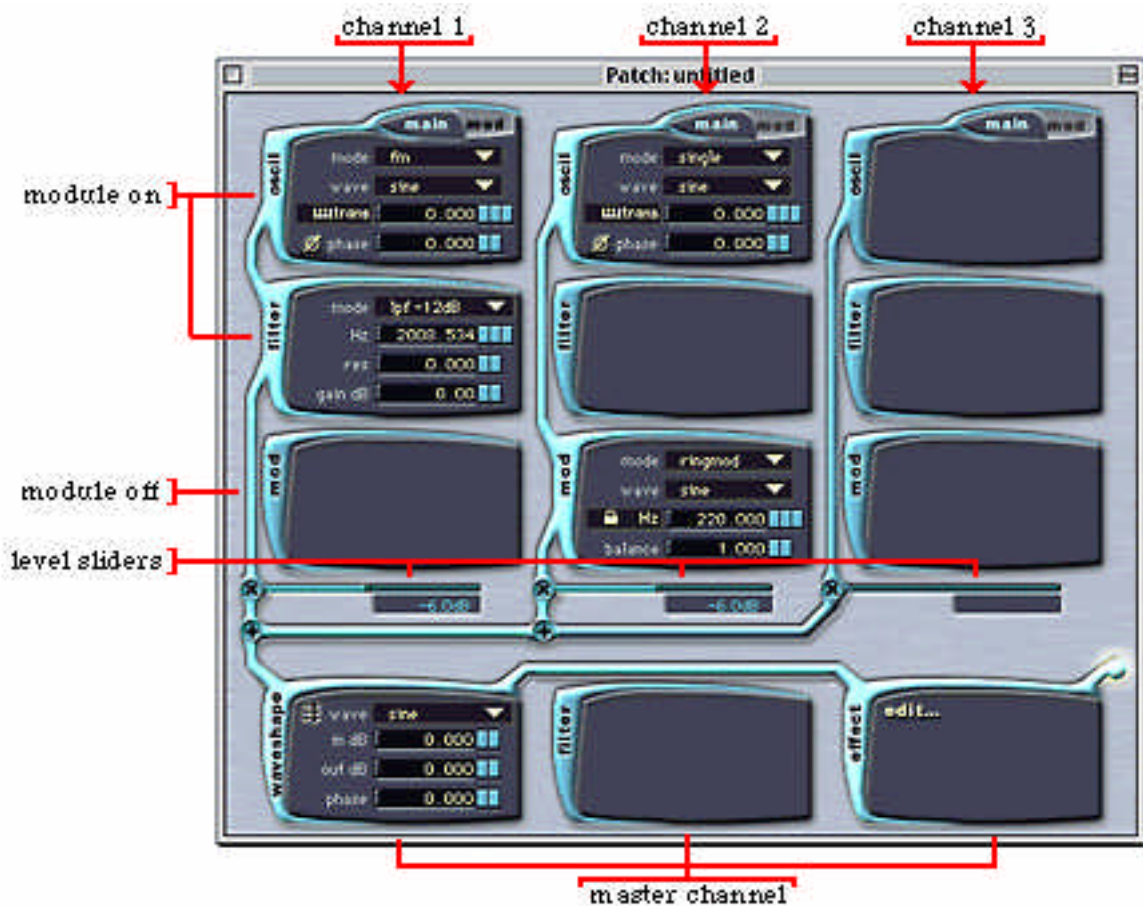 channel 1
channel 2
channel 3
Patch: untitled
main mod
main mod
main mod
oscil
mode fm
wave sine
trans 0.000
phase 0.000
oscil
mode single
wave sine
trans 0.000
phase 0.000
oscil
module on
filter
mode lpf -12dB
Hz 2008.534
res 0.000
gain dB 0.00
filter
filter
module off
mod
mod
mode ringmod
wave sine
Hz 220.000
balance 1.000
mod
level sliders
-6.0dB
-6.0dB
waveshape
wave sine
in dB 0.000
out dB 0.000
phase 0.000
filter
effect
edit...
master channel